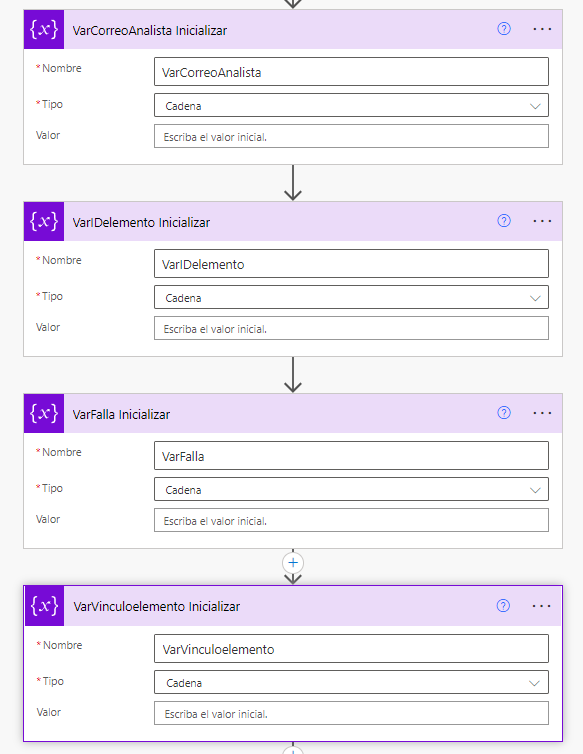 {x} VarCorreoAnalista Inicializar ? ...
*Nombre VarCorreoAnalista
*Tipo Cadena
Valor Escriba el valor inicial.
{x} VarIDelemento Inicializar ? ...
*Nombre VarIDelemento
*Tipo Cadena
Valor Escriba el valor inicial.
{x} VarFalla Inicializar ? ...
*Nombre VarFalla
*Tipo Cadena
Valor Escriba el valor inicial.
+
{x} VarVinculoelemento Inicializar ? ...
*Nombre VarVinculoelemento
*Tipo Cadena
Valor Escriba el valor inicial.